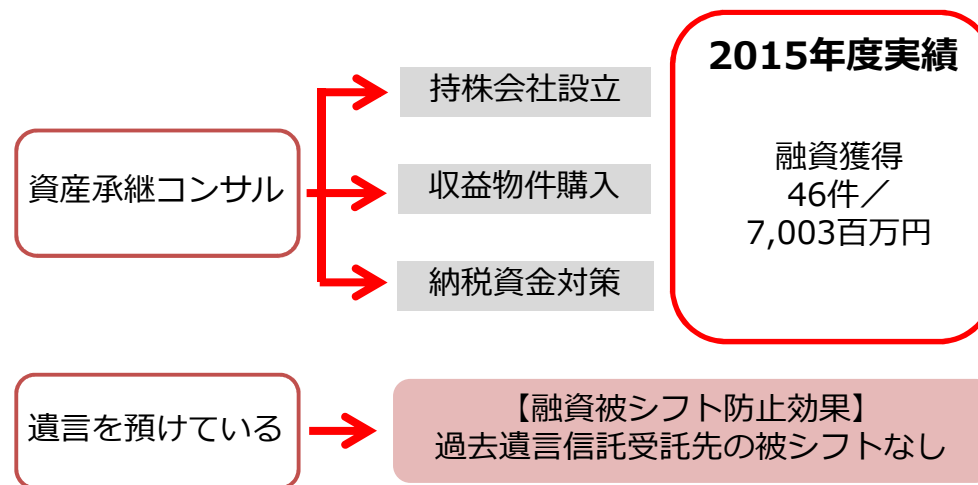 資産承継コンサル
持株会社設立
収益物件購入
納税資金対策
2015年度実績
融資獲得
46件／
7,003百万円
遺言を預けている
【融資被シフト防止効果】
過去遺言信託受託先の被シフトなし